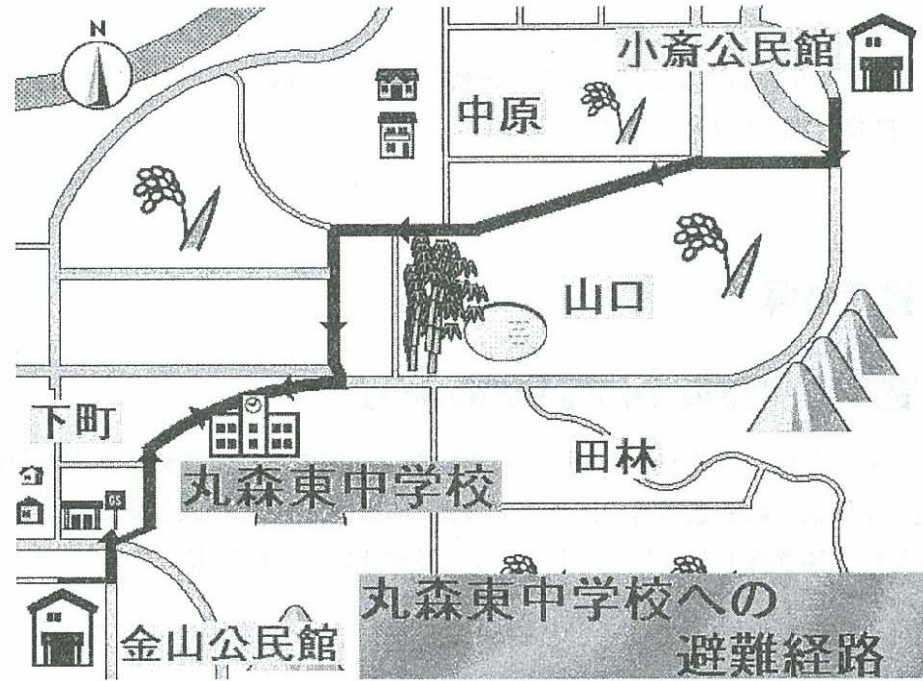 N
小斎公民館
中原
山口
下町
田林
丸森東中学校
GS
金山公民館
丸森東中学校への
避難経路